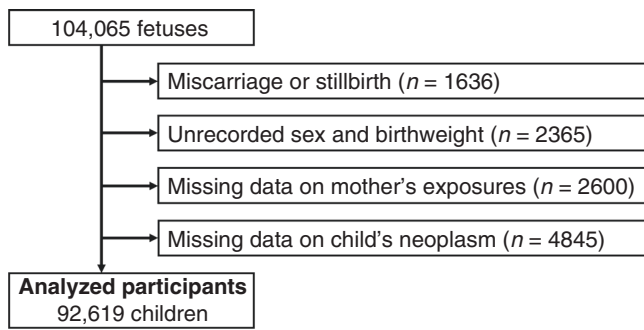 104,065 fetuses
Miscarriage or stillbirth (n = 1636)
Unrecorded sex and birthweight (n = 2365)
Missing data on mother's exposures (n = 2600)
Missing data on child's neoplasm (n = 4845)
Analyzed participants
92,619 children